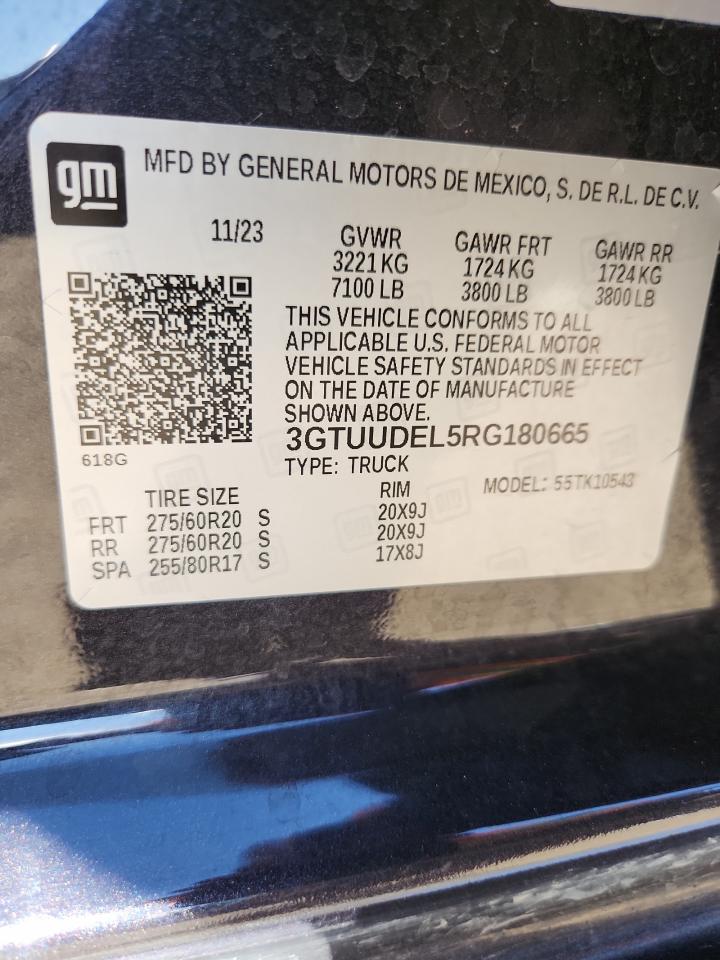 gm
MFD BY GENERAL MOTORS DE MEXICO, S. DE R.L. DE C.V.
11/23 GVWR GAWR FRT GAWR RR
3221 KG 1724 KG 1724 KG
7100 LB 3800 LB 3800 LB
THIS VEHICLE CONFORMS TO ALL
APPLICABLE U.S. FEDERAL MOTOR
VEHICLE SAFETY STANDARDS IN EFFECT
ON THE DATE OF MANUFACTURE
SHOWN ABOVE.
3GTUUDEL5RG180665
618G
TYPE: TRUCK
TIRE SIZE RIM MODEL: 55TK10543
FRT 275/60R20 S 20X9J
RR 275/60R20 S 20X9J
SPA 255/80R17 S 17X8J